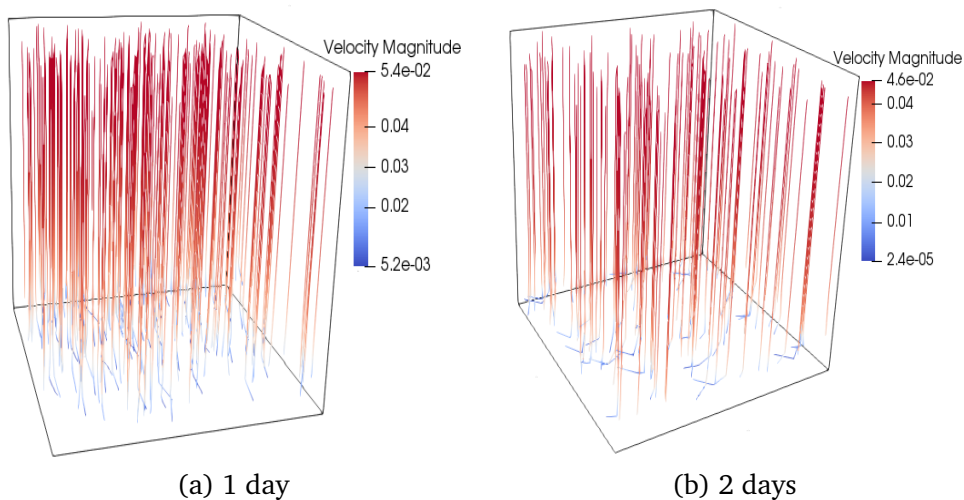 Velocity Magnitude
5.4e-02
0.04
0.03
0.02
5.2e-03
Velocity Magnitude
4.6e-02
0.04
0.03
0.02
0.01
2.4e-05
(a) 1 day
(b) 2 days